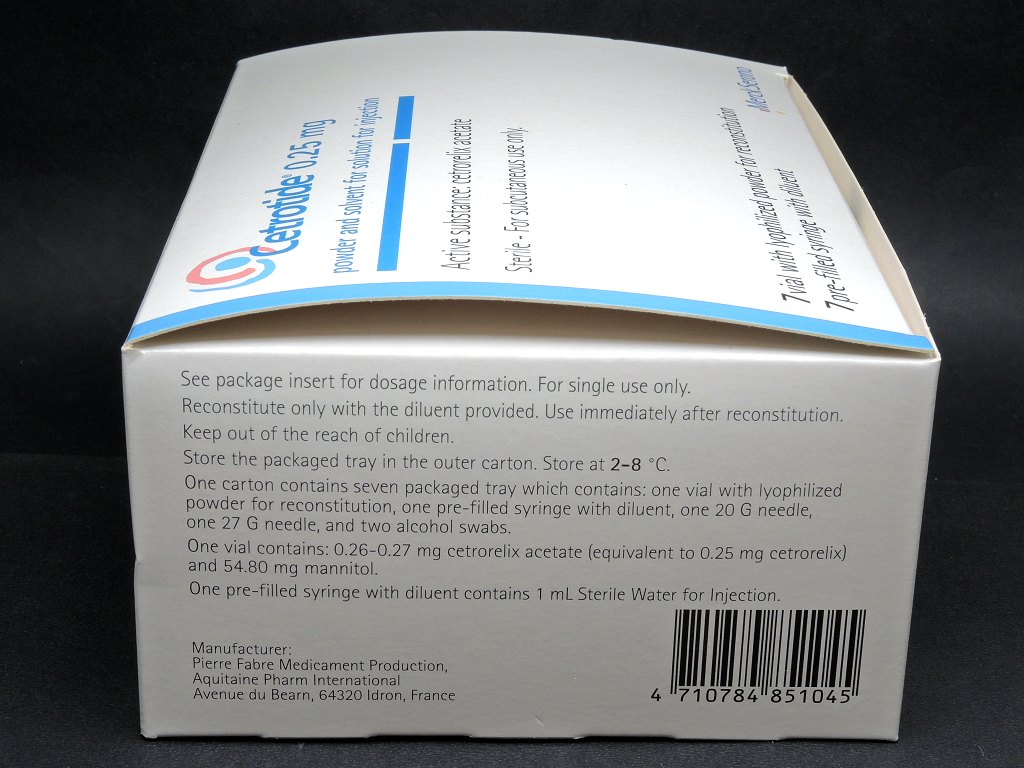 Cetrotide® 0.25 mg
powder and solvent for solution for injection
Active substance: cetrorelix acetate
Sterile - For subcutaneous use only.
7 vial with lyophilized powder for reconstitution
7 pre-filled syringe with diluent
Merck Serono
See package insert for dosage information. For single use only.
Reconstitute only with the diluent provided. Use immediately after reconstitution.
Keep out of the reach of children.
Store the packaged tray in the outer carton. Store at 2–8 °C.
One carton contains seven packaged tray which contains: one vial with lyophilized
powder for reconstitution, one pre-filled syringe with diluent, one 20 G needle,
one 27 G needle, and two alcohol swabs.
One vial contains: 0.26-0.27 mg cetrorelix acetate (equivalent to 0.25 mg cetrorelix)
and 54.80 mg mannitol.
One pre-filled syringe with diluent contains 1 mL Sterile Water for Injection.
Manufacturer:
Pierre Fabre Medicament Production,
Aquitaine Pharm International
Avenue du Bearn, 64320 Idron, France
4 710784 851045